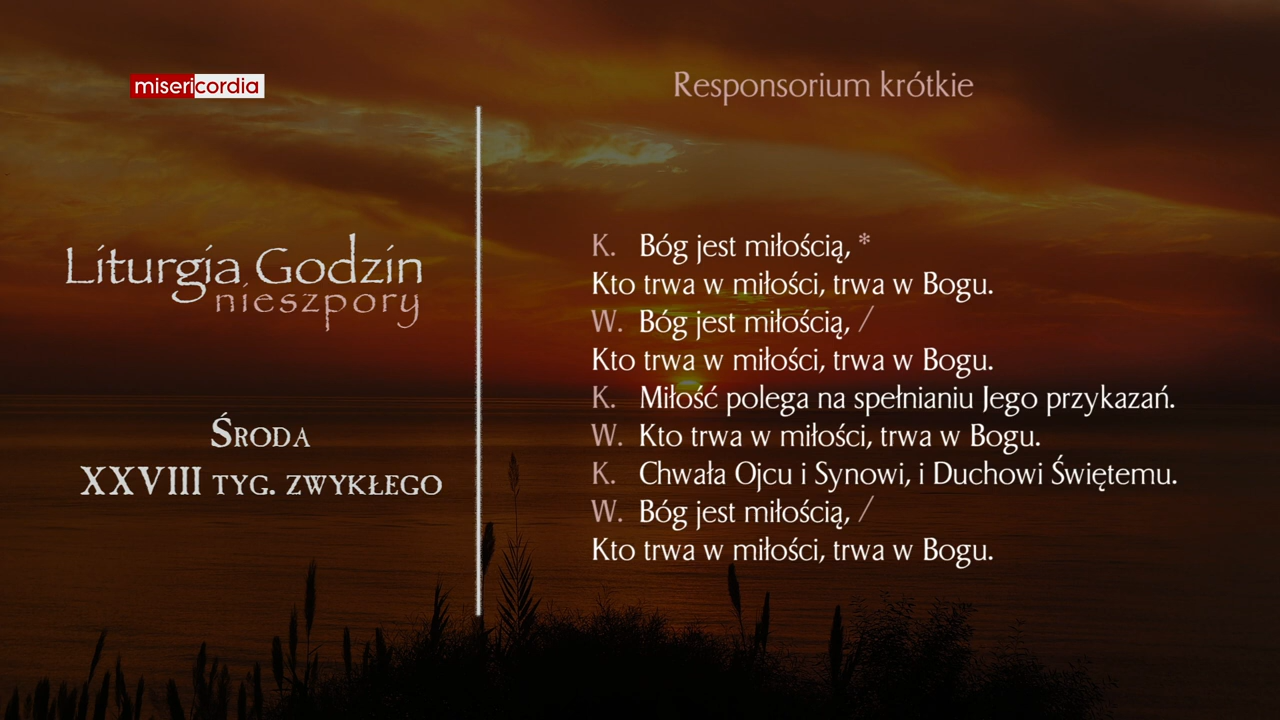 misericordia
Liturgia Godzin
nieszpory
Środa
XXVIII tyg. zwykłego
Responsorium krótkie
K. Bóg jest miłością, *
Kto trwa w miłości, trwa w Bogu.
W. Bóg jest miłością, /
Kto trwa w miłości, trwa w Bogu.
K. Miłość polega na spełnianiu Jego przykazań.
W. Kto trwa w miłości, trwa w Bogu.
K. Chwała Ojcu i Synowi, i Duchowi Świętemu.
W. Bóg jest miłością, /
Kto trwa w miłości, trwa w Bogu.